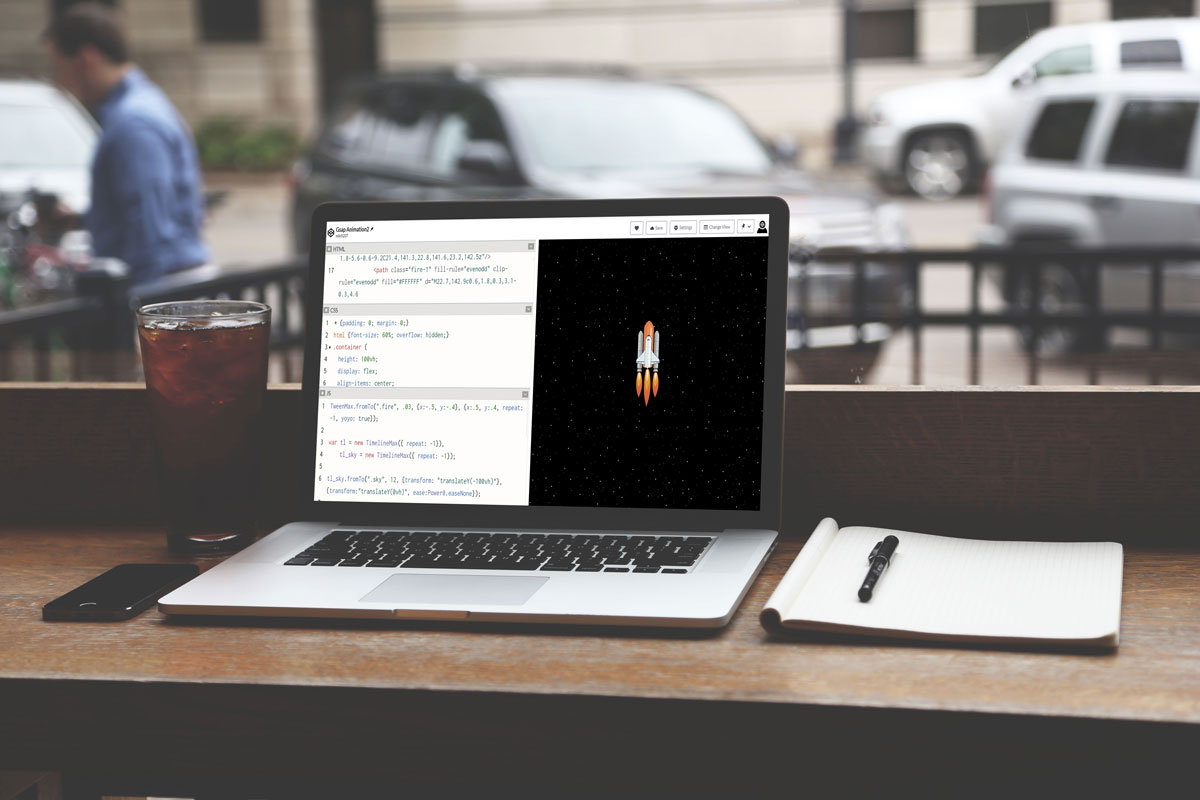 Gsap Animation2
Save
Settings
Change View
HTML
1.8-5.6-0.6-9.2C21.4,141.3,22.8,141.6,23.2,142.5z"/>
17 <path class="fire-1" fill-rule="evenodd" clip-
rule="evenodd" fill="#FFFFFF" d="M22.7,142.9c0.6,1.8,0.3,3.1-
0.3,4.6
CSS
1 * {padding: 0; margin: 0;}
2 html {font-size: 60%; overflow: hidden;}
3 .container {
4 height: 100vh;
5 display: flex;
6 align-items: center;
JS
1 TweenMax.fromTo(".fire", .03, {x:-.5, y:-.4}, {x:.5, y:.4, repeat:
-1, yoyo: true});
2
3 var tl = new TimelineMax({ repeat: -1}),
4 tl_sky = new TimelineMax({ repeat: -1});
5
6 tl_sky.fromTo(".sky", 12, {transform: "translateY(-100vh)"},
{transform:"translateY(0vh)", ease:Power0.easeNone});